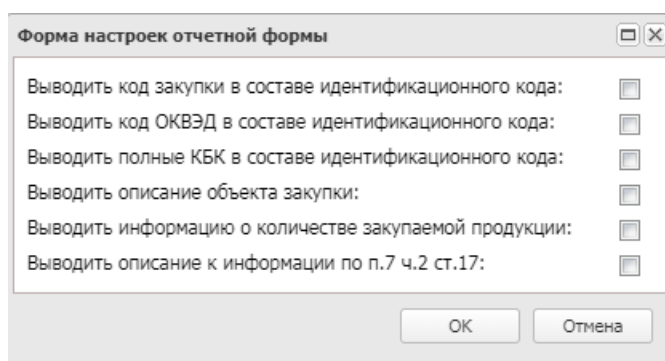 Форма настроек отчетной формы
Выводить код закупки в составе идентификационного кода:
Выводить код ОКВЭД в составе идентификационного кода:
Выводить полные КБК в составе идентификационного кода:
Выводить описание объекта закупки:
Выводить информацию о количестве закупаемой продукции:
Выводить описание к информации по п.7 ч.2 ст.17:
ОК Отмена